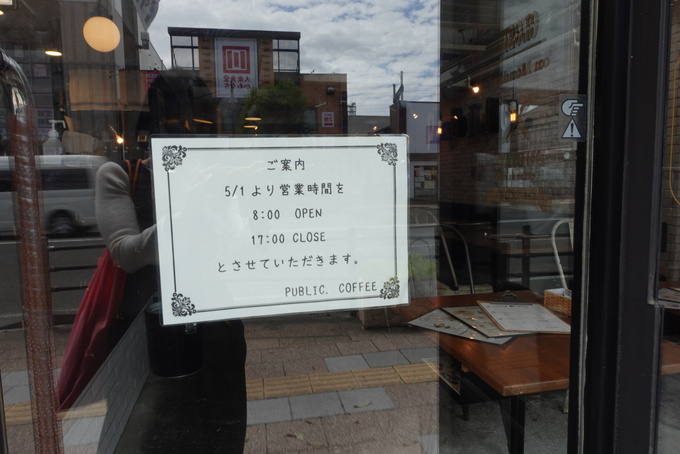 ご案内
5/1より営業時間を
8:00 OPEN
17:00 CLOSE
とさせていただきます。
PUBLIC. COFFEE